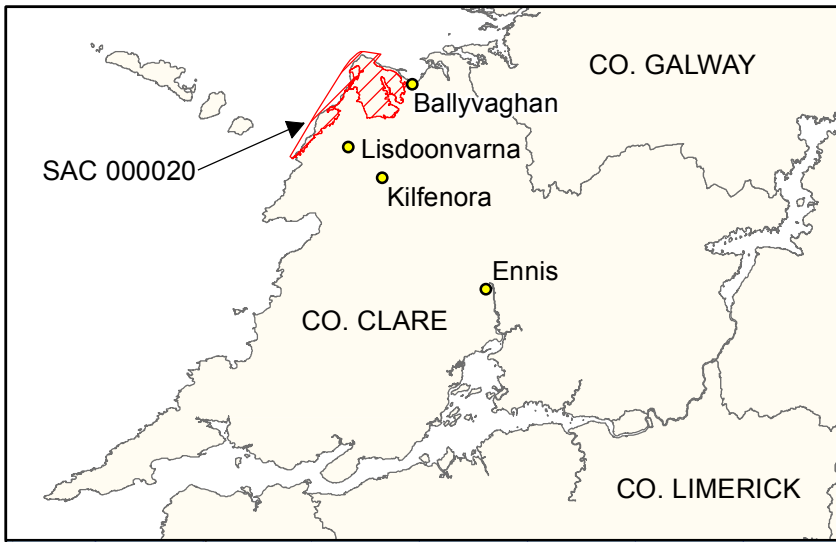 CO. GALWAY
Ballyvaghan
Lisdoonvarna
SAC 000020
Kilfenora
Ennis
CO. CLARE
CO. LIMERICK